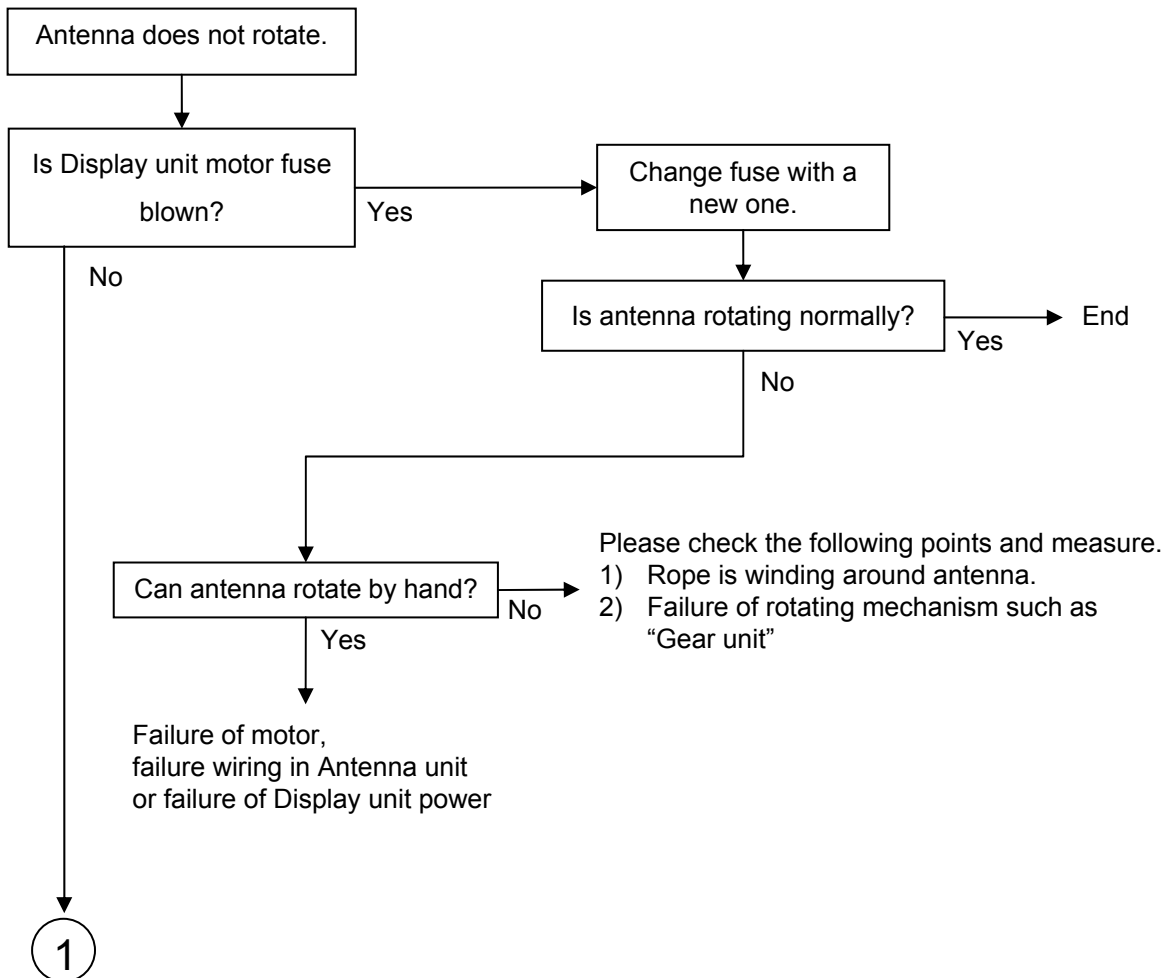 Antenna does not rotate.
Is Display unit motor fuse
blown?
Yes
No
Change fuse with a
new one.
Is antenna rotating normally?
Yes
End
No
Can antenna rotate by hand?
No
Yes
Please check the following points and measure.
1) Rope is winding around antenna.
2) Failure of rotating mechanism such as
“Gear unit”
Failure of motor,
failure wiring in Antenna unit
or failure of Display unit power
1